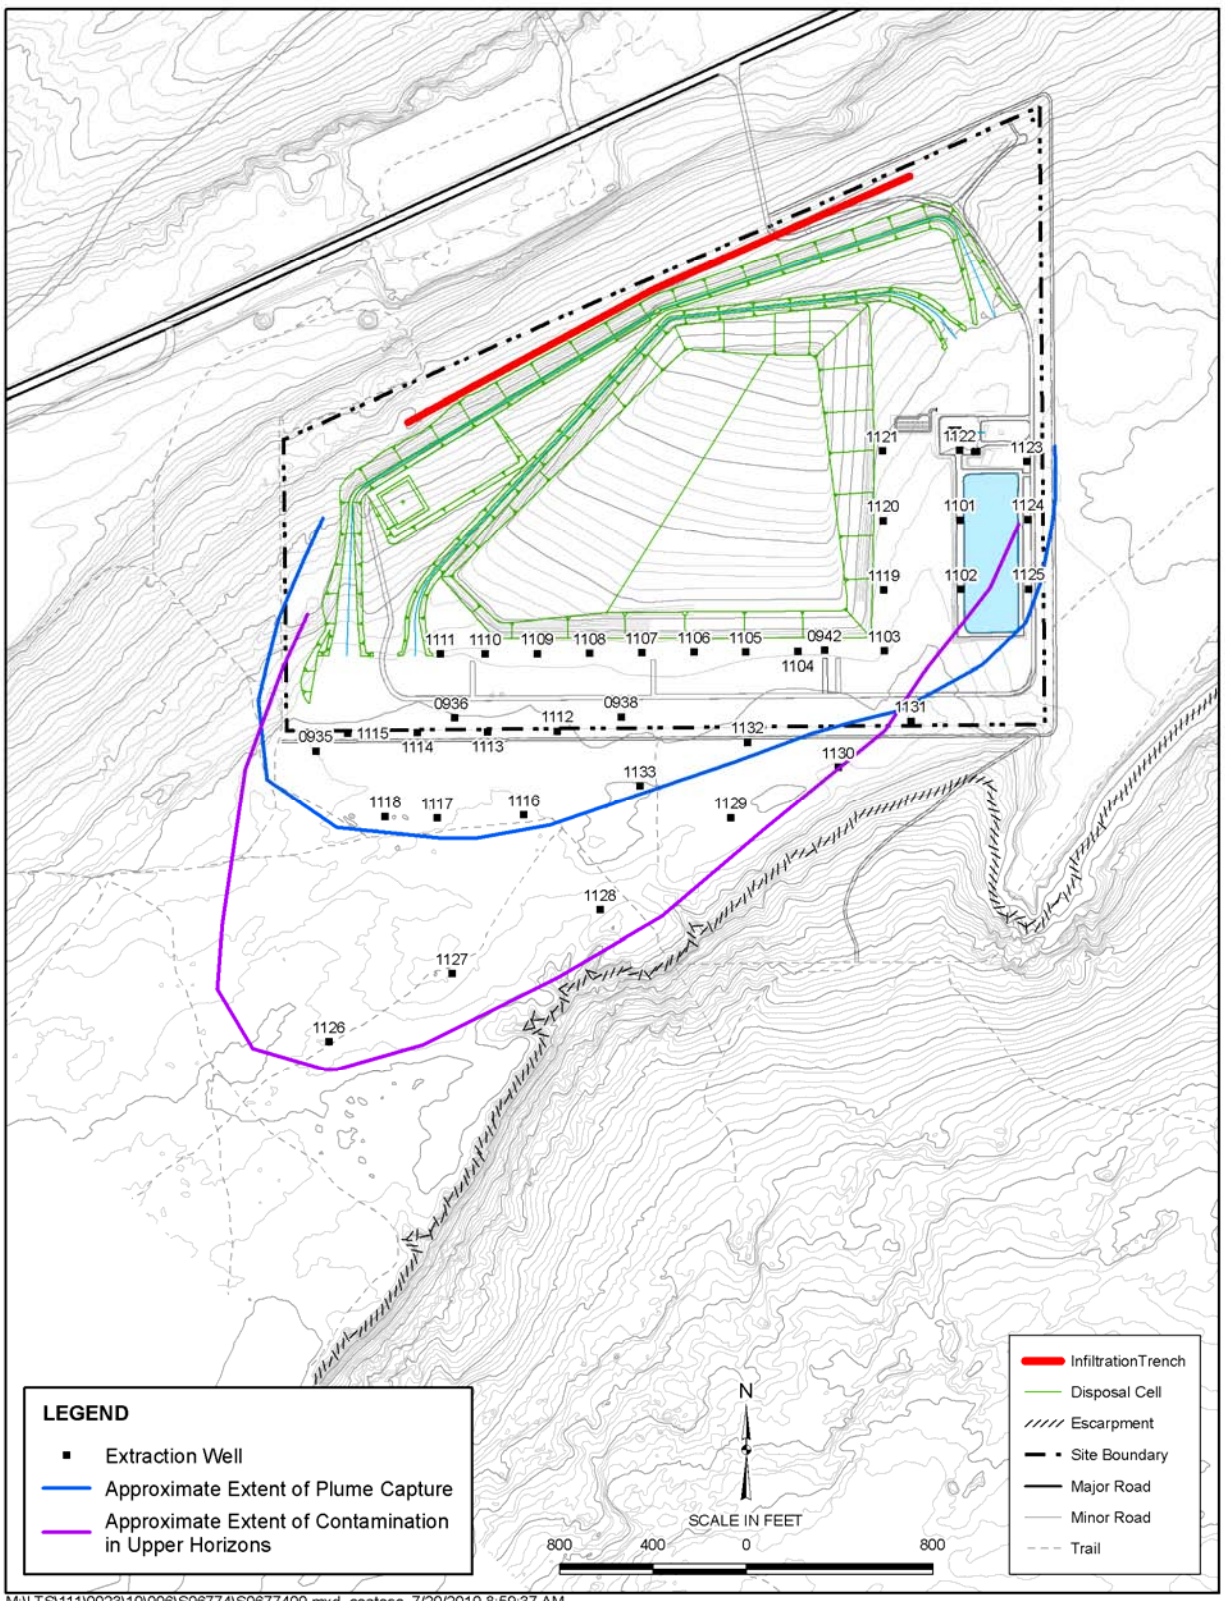 1121
1122
1123
1120
1101
1124
1119
1102
1125
1111
1110
1109
1108
1107
1106
1105
0942
1103
1104
0936
0938
1112
1131
0935
1115
1114
1113
1132
1130
1133
1118
1117
1116
1129
1128
1127
1126
LEGEND
Extraction Well
Approximate Extent of Plume Capture
Approximate Extent of Contamination
in Upper Horizons
N
SCALE IN FEET
800 400 0 800
InfiltrationTrench
Disposal Cell
Escarpment
Site Boundary
Major Road
Minor Road
Trail